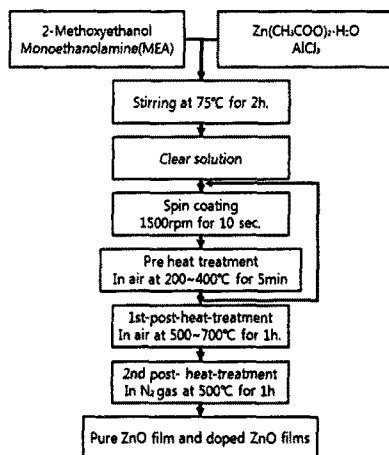 2-Methoxyethanol
Monoethanolamine(MEA)
Zn(CH₃COO)₂·H₂O
AlCl₃
Stirring at 75℃ for 2h.
Clear solution
Spin coating
1500rpm for 10 sec.
Pre heat treatment
In air at 200~400℃ for 5min
1st-post-heat-treatment
In air at 500~700℃ for 1h.
2nd post- heat-treatment
In N₂ gas at 500℃ for 1h
Pure ZnO film and doped ZnO films